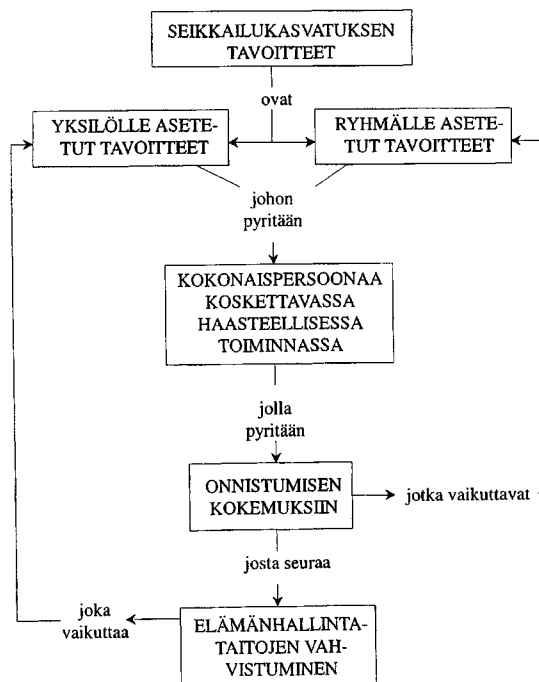 SEIKKAILUKASVATUKSEN
TAVOITTEET
ovat
YKSILÖLLE ASETE-
TUT TAVOITTEET
RYHMÄLLE ASETE-
TUT TAVOITTEET
johon
pyritään
KOKONAISPERSOONAA
KOSKETTAVASSA
HAASTEELLISESSA
TOIMINNASSA
jolla
pyritään
ONNISTUMISEN
KOKEMUKSIIN
jotka vaikuttavat
josta seuraa
joka
vaikuttaa
ELÄMÄNHALLINTA-
TAITOJEN VAH-
VISTUMINEN